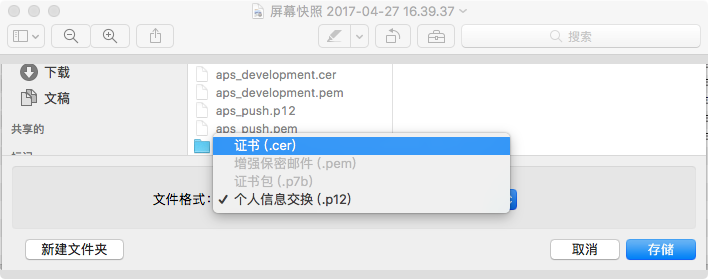 屏幕快照 2017-04-27 16.39.37
搜索
下载
文稿
共享的
aps_development.cer
aps_development.pem
aps_push.p12
aps_push.pem
证书 (.cer)
增强保密邮件 (.pem)
证书包 (.p7b)
文件格式：
✓ 个人信息交换 (.p12)
新建文件夹
取消
存储